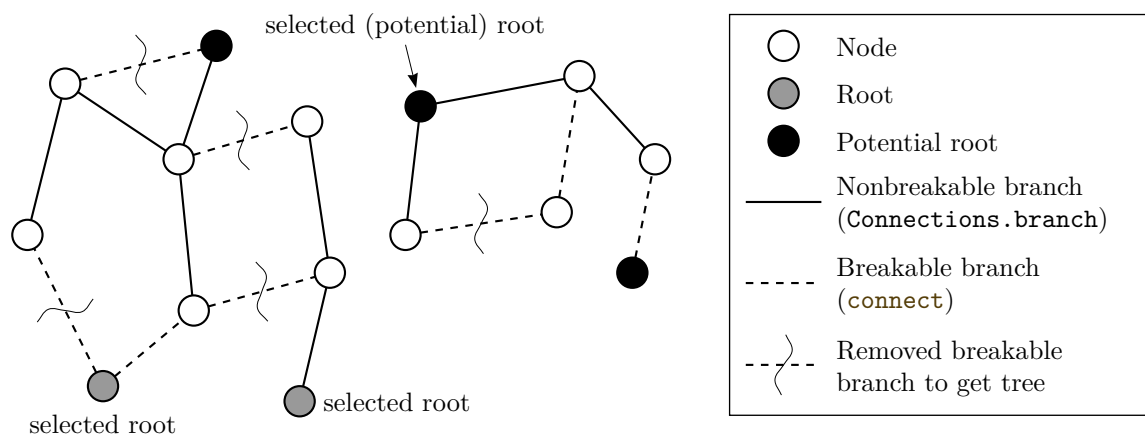 selected (potential) root
selected root
selected root
Node
Root
Potential root
Nonbreakable branch
(Connections.branch)
Breakable branch
(connect)
Removed breakable
branch to get tree